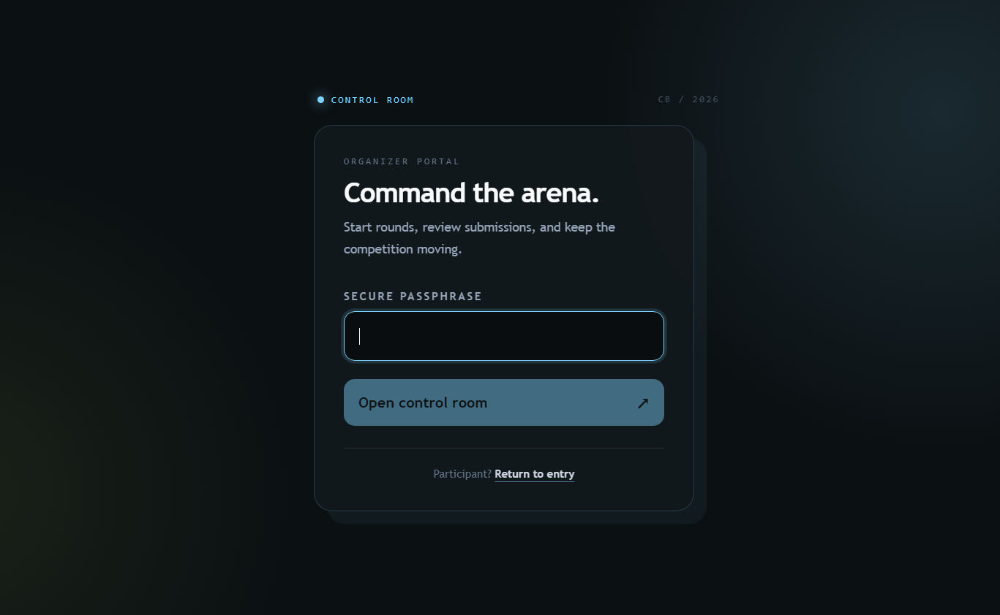 CONTROL ROOM
CB / 2026
ORGANIZER PORTAL
Command the arena.
Start rounds, review submissions, and keep the
competition moving.
SECURE PASSPHRASE
Open control room ↗
Participant? Return to entry